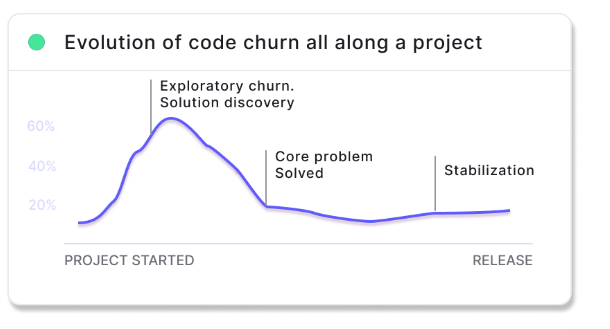 Evolution of code churn all along a project
Exploratory churn.
Solution discovery
60%
Core problem
Solved
40%
Stabilization
20%
PROJECT STARTED
RELEASE